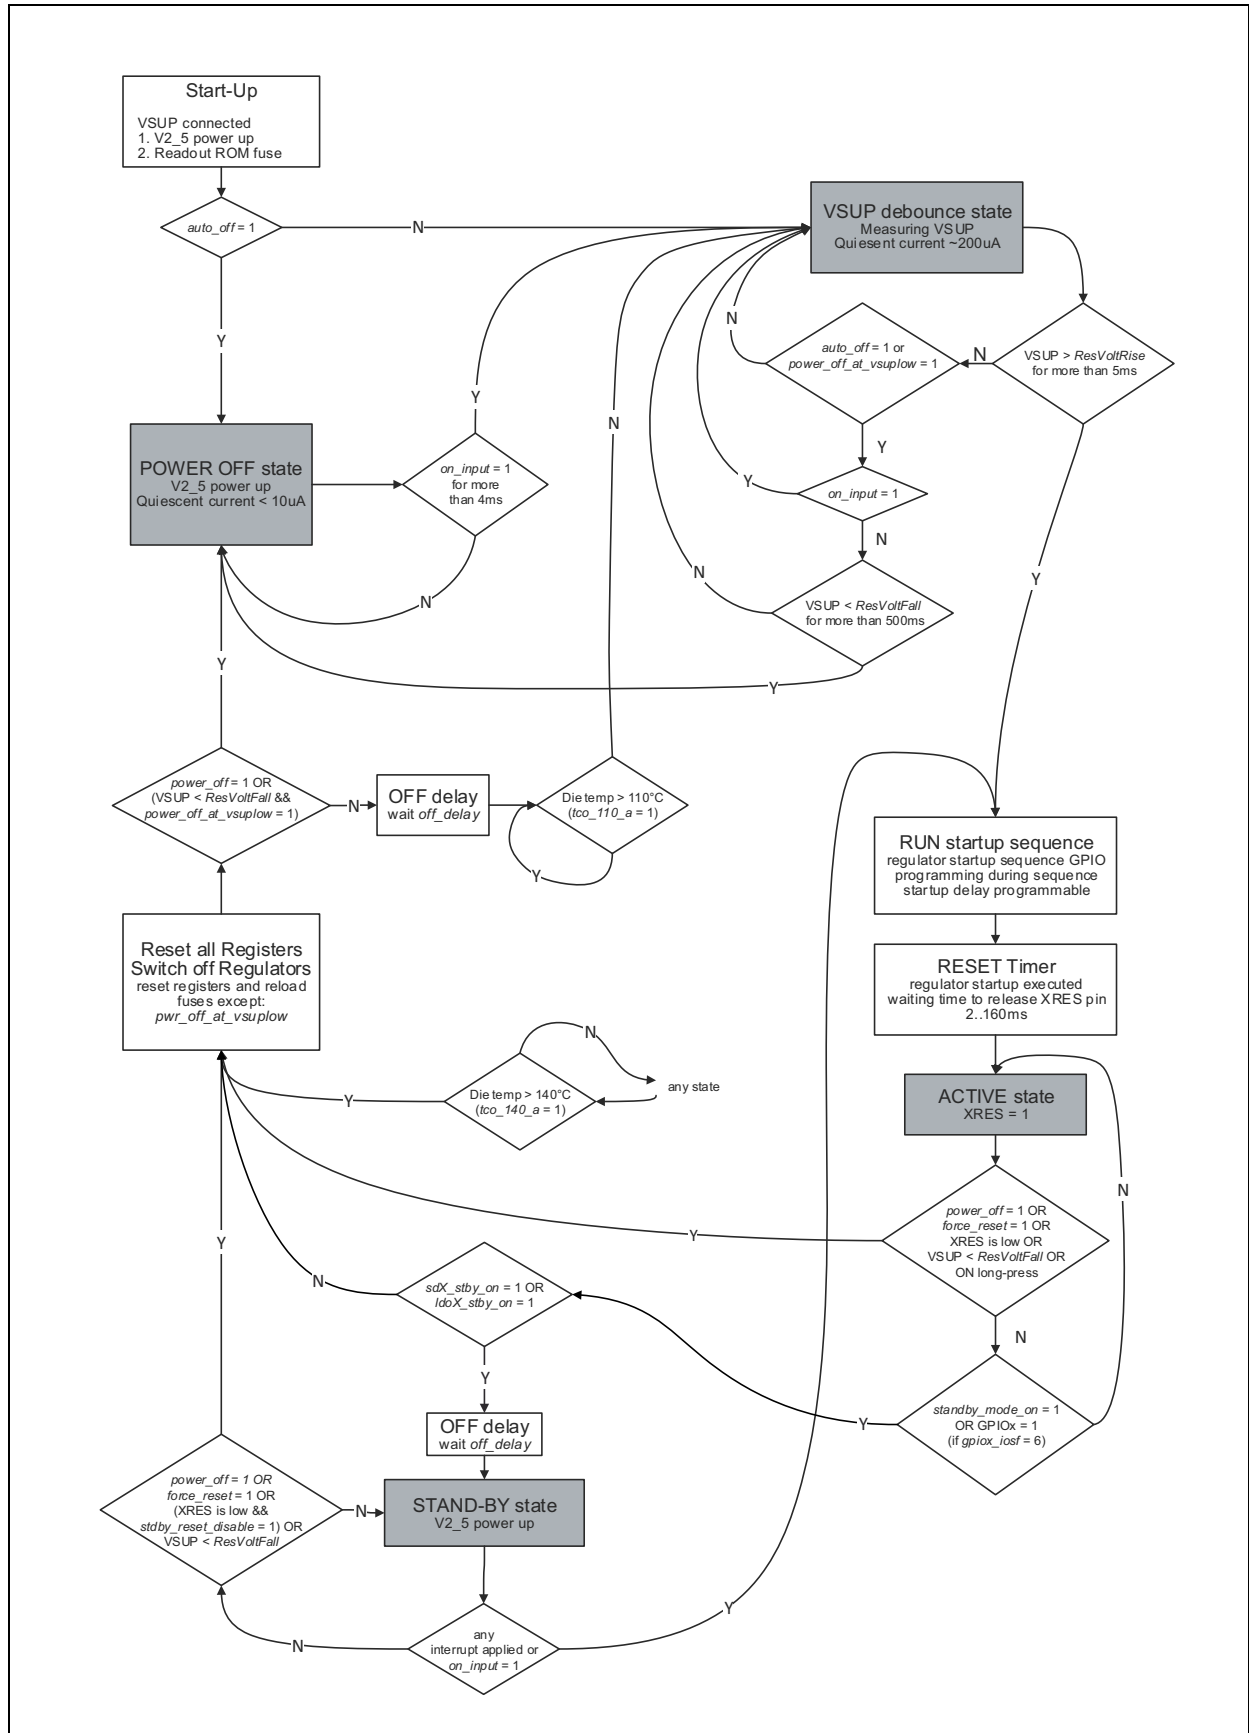 Start-Up
VSUP connected
1. V2_5 power up
2. Readout ROM fuse
auto_off = 1
N
Y
VSUP debounce state
Measuring VSUP
Quiesent current ~200uA
VSUP > ResVoltRise
for more than 5ms
N
Y
auto_off = 1 or
power_off_at_vsuplow = 1
N
Y
on_input = 1
Y
N
VSUP < ResVoltFall
for more than 500ms
N
Y
POWER OFF state
V2_5 power up
Quiescent current < 10uA
on_input = 1
for more
than 4ms
Y
N
Y
power_off = 1 OR
(VSUP < ResVoltFall &&
power_off_at_vsuplow = 1)
N
OFF delay
wait off_delay
Die temp > 110°C
(tco_110_a = 1)
N
Y
RUN startup sequence
regulator startup sequence GPIO
programming during sequence
startup delay programmable
RESET Timer
regulator startup executed
waiting time to release XRES pin
2..160ms
Reset all Registers
Switch off Regulators
reset registers and reload
fuses except:
pwr_off_at_vsuplow
Die temp > 140°C
(tco_140_a = 1)
N
any state
Y
ACTIVE state
XRES = 1
power_off = 1 OR
force_reset = 1 OR
XRES is low OR
VSUP < ResVoltFall OR
ON long-press
Y
N
standby_mode_on = 1
OR GPIOx = 1
(if gpiox_iosf = 6)
N
Y
sdX_stby_on = 1 OR
ldoX_stby_on = 1
N
Y
OFF delay
wait off_delay
STAND-BY state
V2_5 power up
power_off = 1 OR
force_reset = 1 OR
(XRES is low &&
stdby_reset_disable = 1) OR
VSUP < ResVoltFall
Y
N
any
interrupt applied or
on_input = 1
N
Y